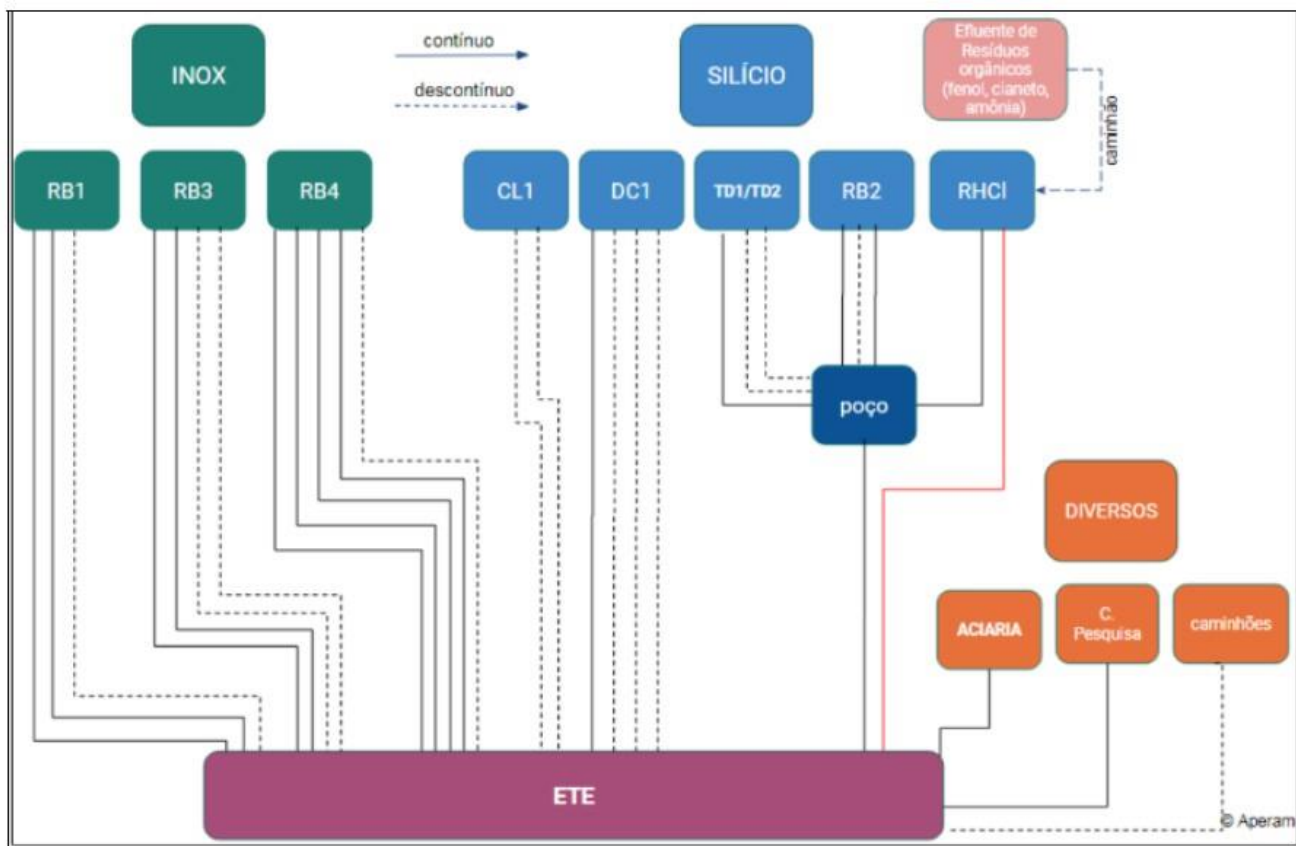 INOX
contínuo
descontínuo
SILÍCIO
Efluente de
Resíduos
orgânicos
(fenol, cianeto,
amônia)
caminhão
RB1
RB3
RB4
CL1
DC1
TD1/TD2
RB2
RHCl
poço
DIVERSOS
ACIARIA
C.
Pesquisa
caminhões
ETE
© Aperam